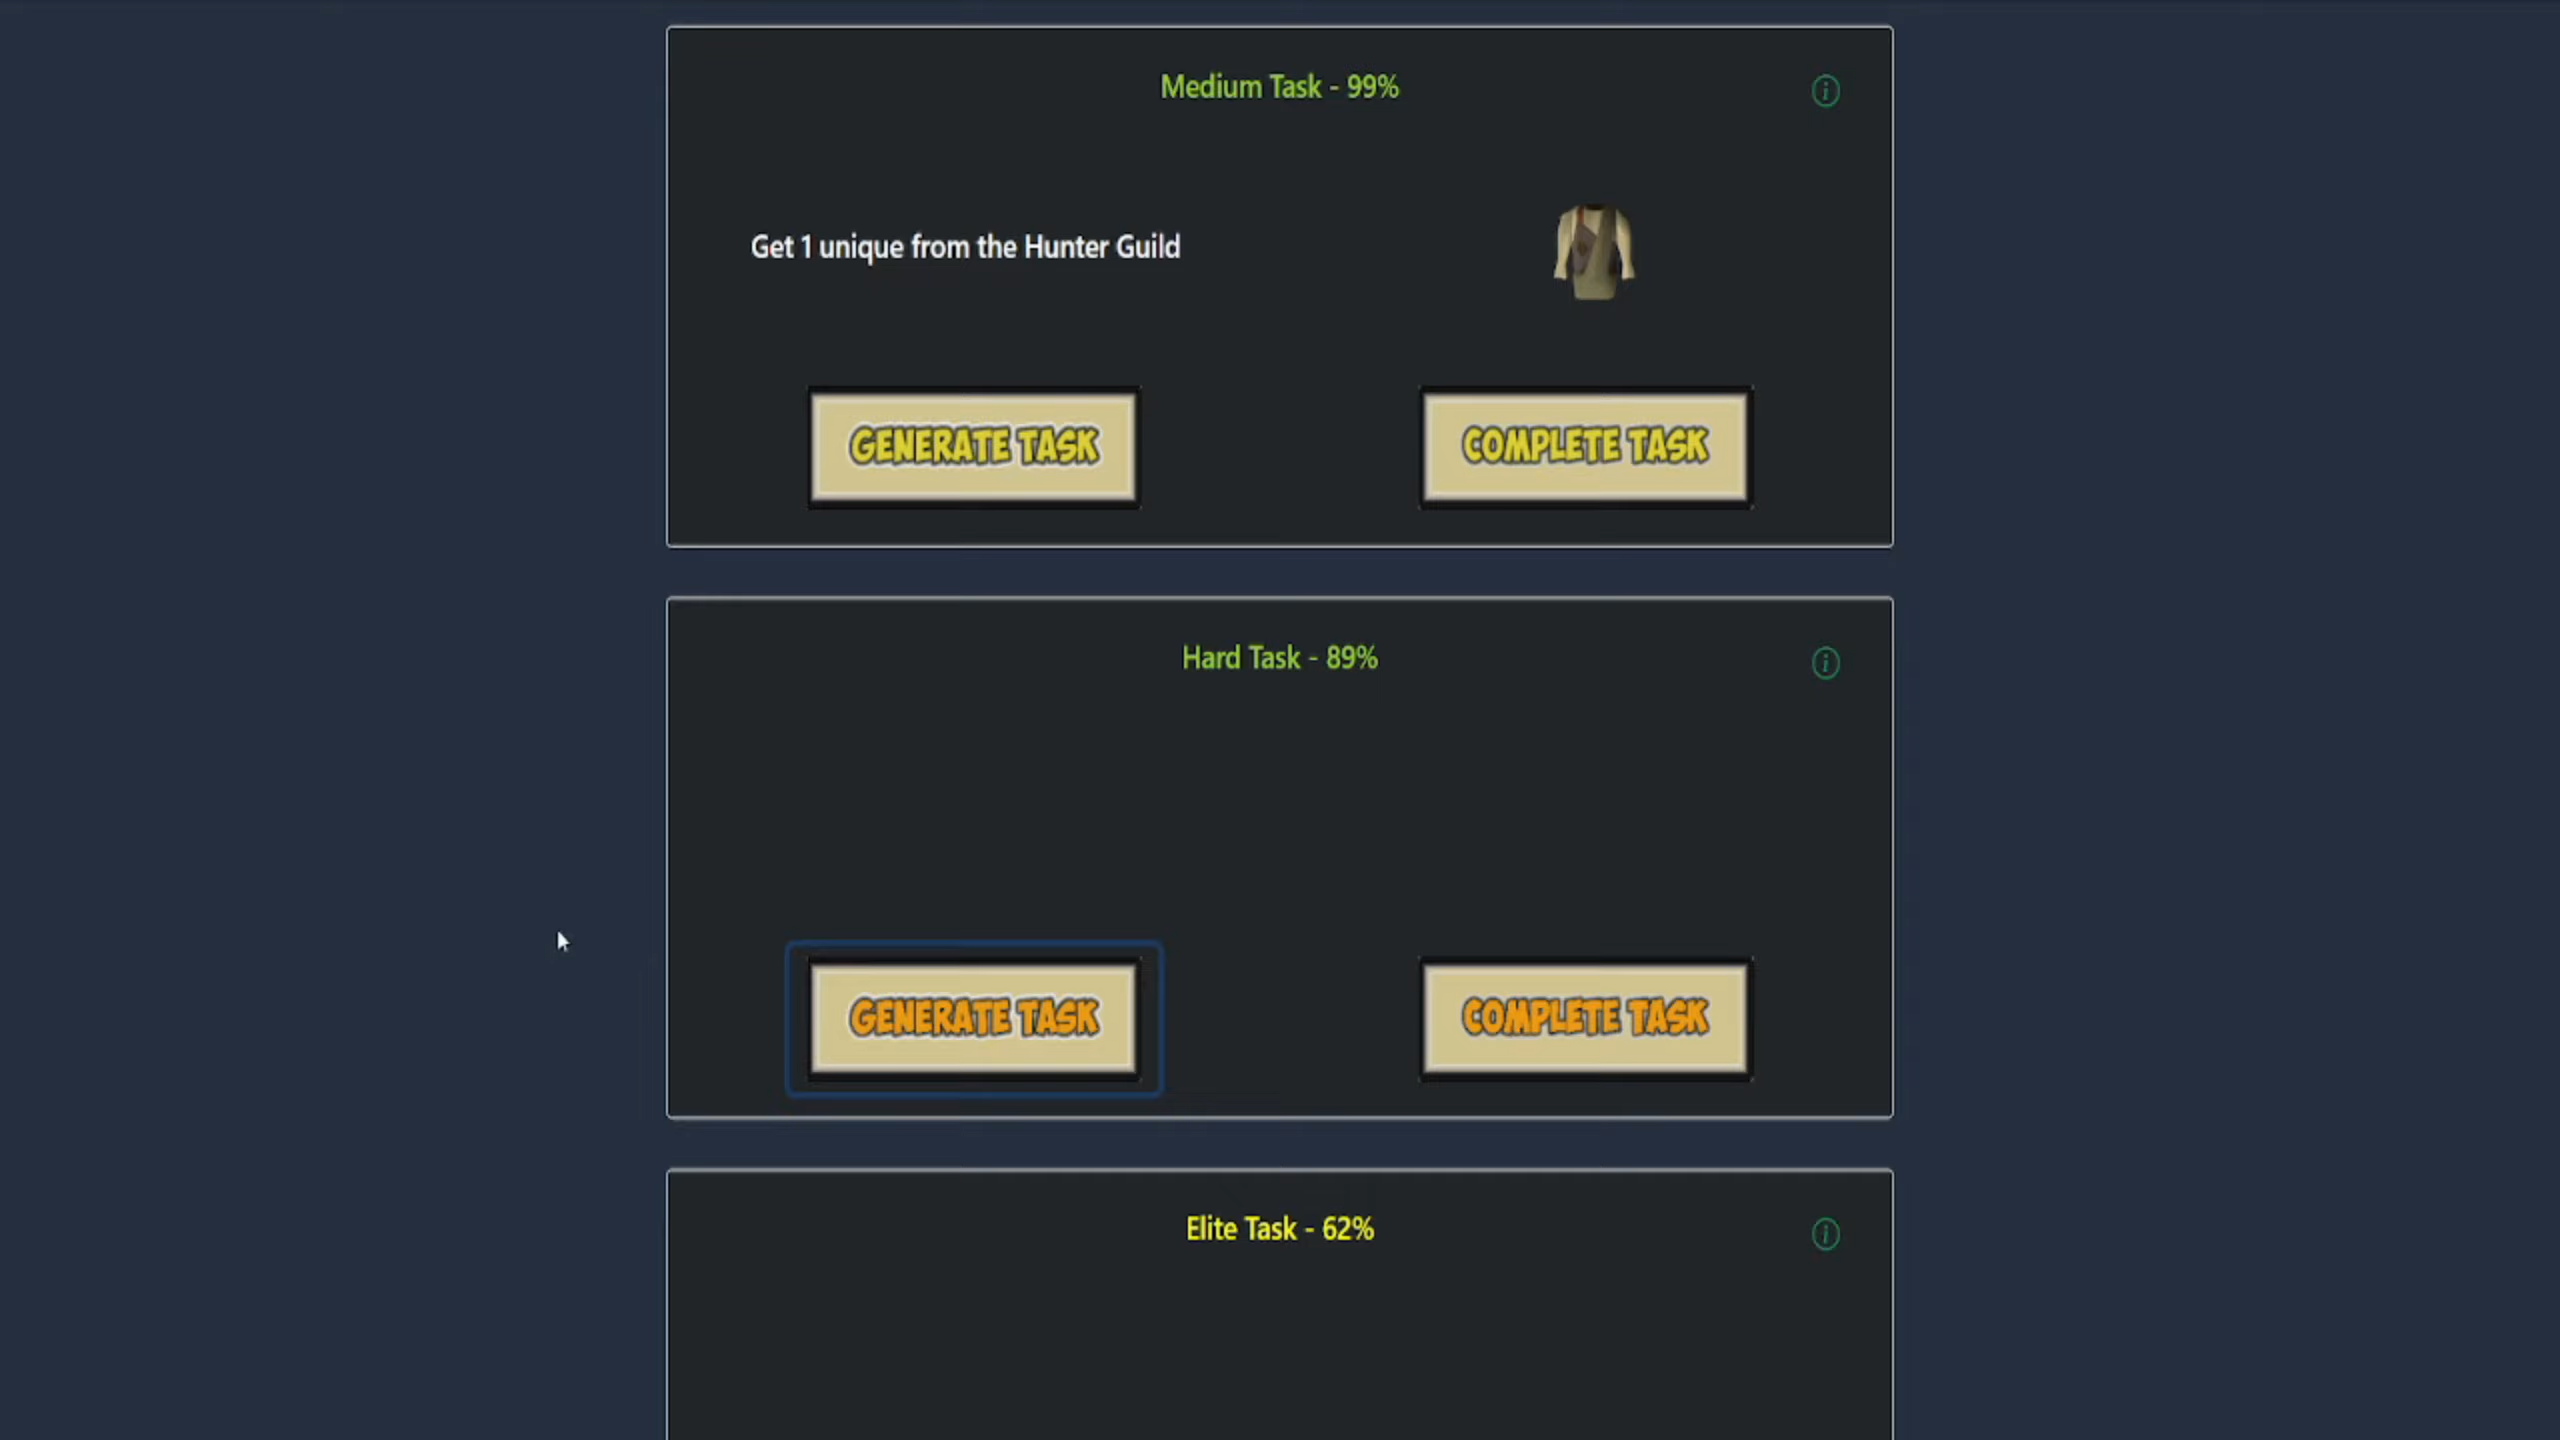 Medium Task - 99%
Get 1 unique from the Hunter Guild
GENERATE TASK
COMPLETE TASK
Hard Task - 89%
GENERATE TASK
COMPLETE TASK
Elite Task - 62%